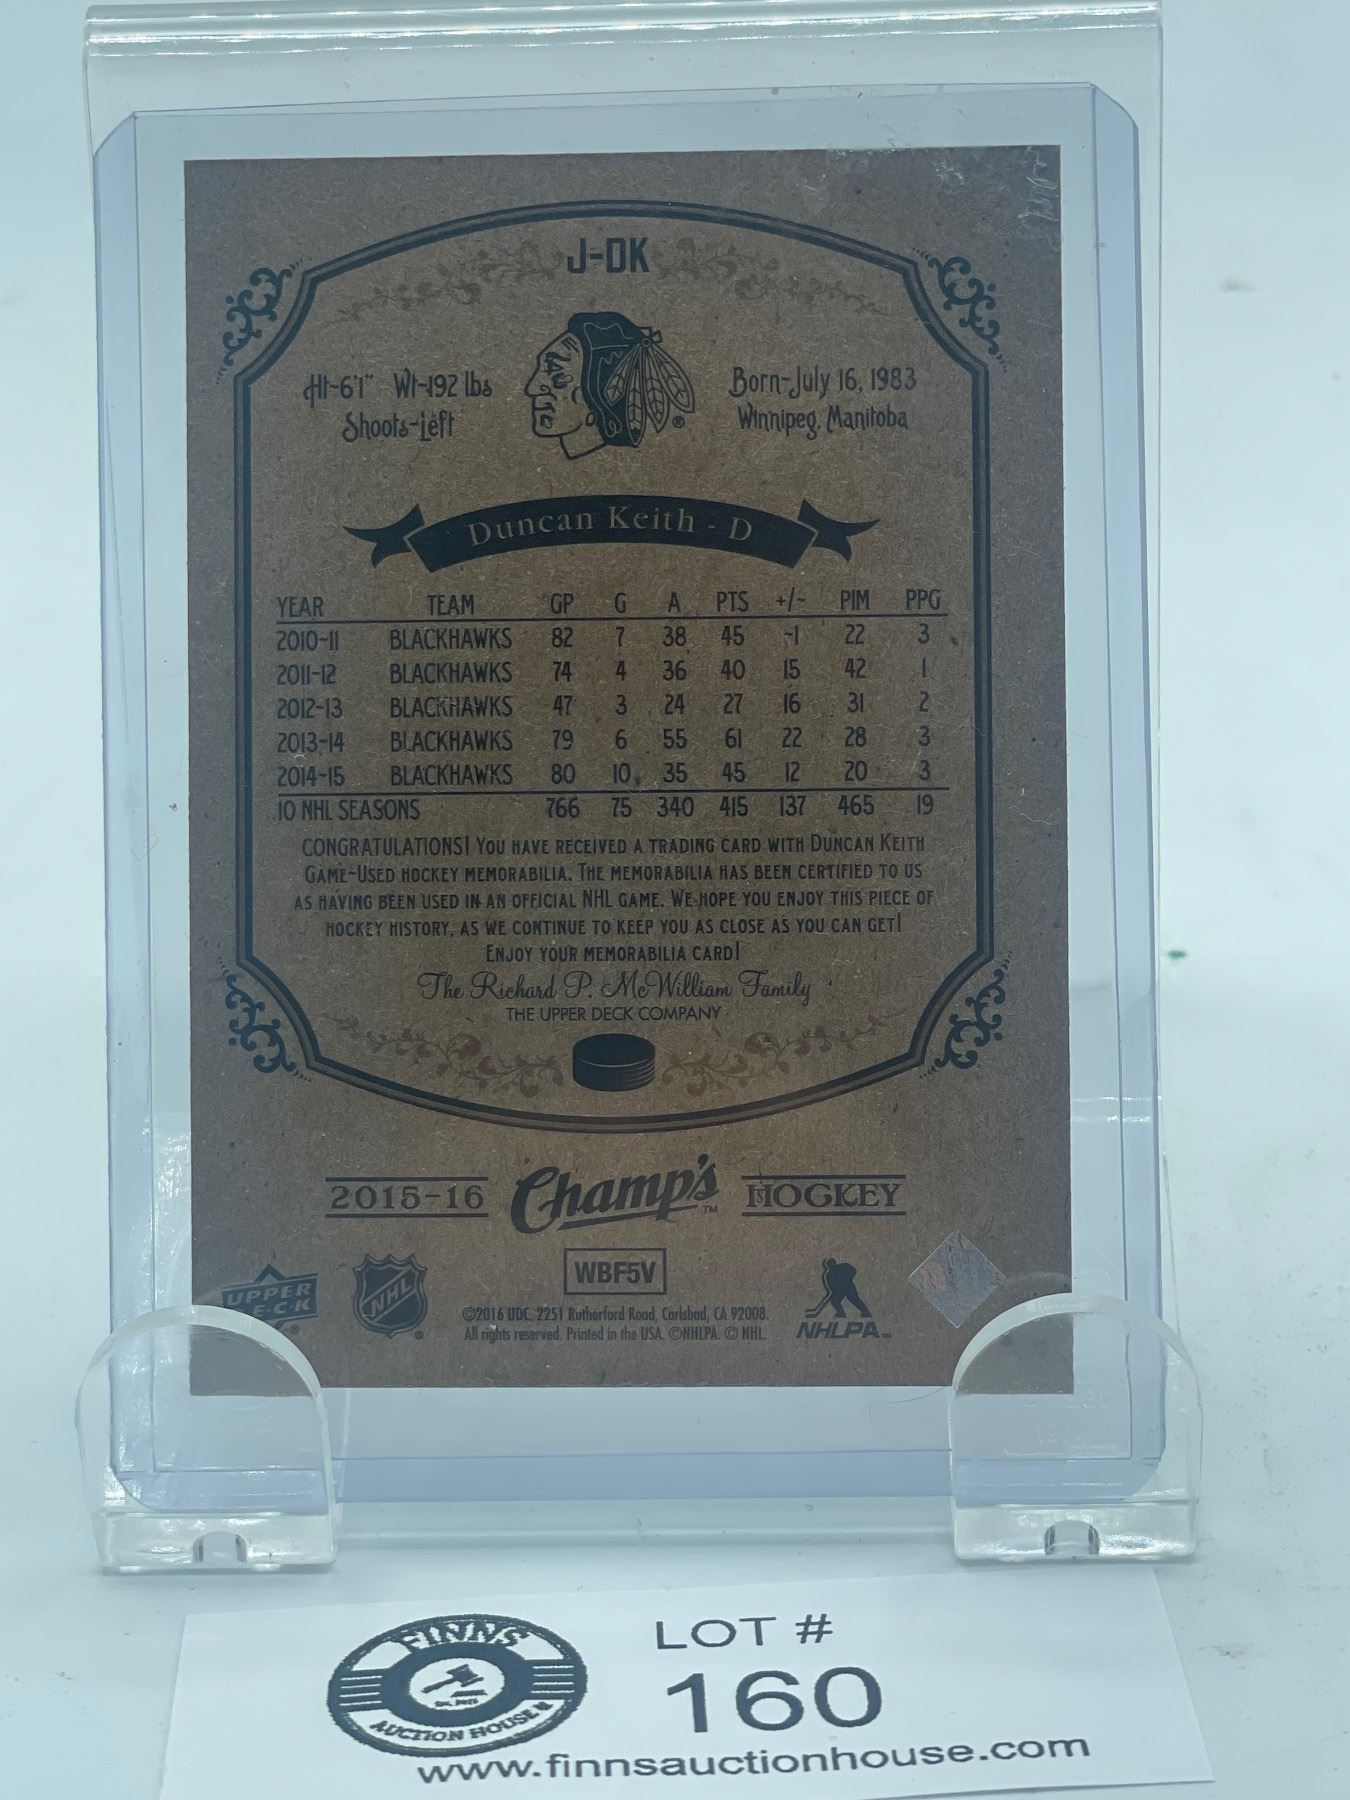 J-DK
Ht-6'1" Wt-192 lbs
Shoots-Left
Born-July 16, 1983
Winnipeg, Manitoba
Duncan Keith - D
YEAR TEAM GP G A PTS +/- PIM PPG
2010-11 BLACKHAWKS 82 7 38 45 -1 22 3
2011-12 BLACKHAWKS 74 4 36 40 15 42 1
2012-13 BLACKHAWKS 47 3 24 27 16 31 2
2013-14 BLACKHAWKS 79 6 55 61 22 28 3
2014-15 BLACKHAWKS 80 10 35 45 12 20 3
10 NHL SEASONS 766 75 340 415 137 465 19
CONGRATULATIONS! YOU HAVE RECEIVED A TRADING CARD WITH DUNCAN KEITH
GAME-USED HOCKEY MEMORABILIA. THE MEMORABILIA HAS BEEN CERTIFIED TO US
AS HAVING BEEN USED IN AN OFFICIAL NHL GAME. WE HOPE YOU ENJOY THIS PIECE OF
HOCKEY HISTORY, AS WE CONTINUE TO KEEP YOU AS CLOSE AS YOU CAN GET!
ENJOY YOUR MEMORABILIA CARD!
The Richard P. McWilliam Family
THE UPPER DECK COMPANY
2015-16 Champ's™ HOCKEY
WBF5V
UPPER DECK®
NHL®
©2016 UDC, 2251 Rutherford Road, Carlsbad, CA 92008.
All rights reserved. Printed in the USA. ©NHLPA. © NHL.
NHLPA™
FINNS
AUCTION HOUSE
LOT #
160
www.finnsauctionhouse.com